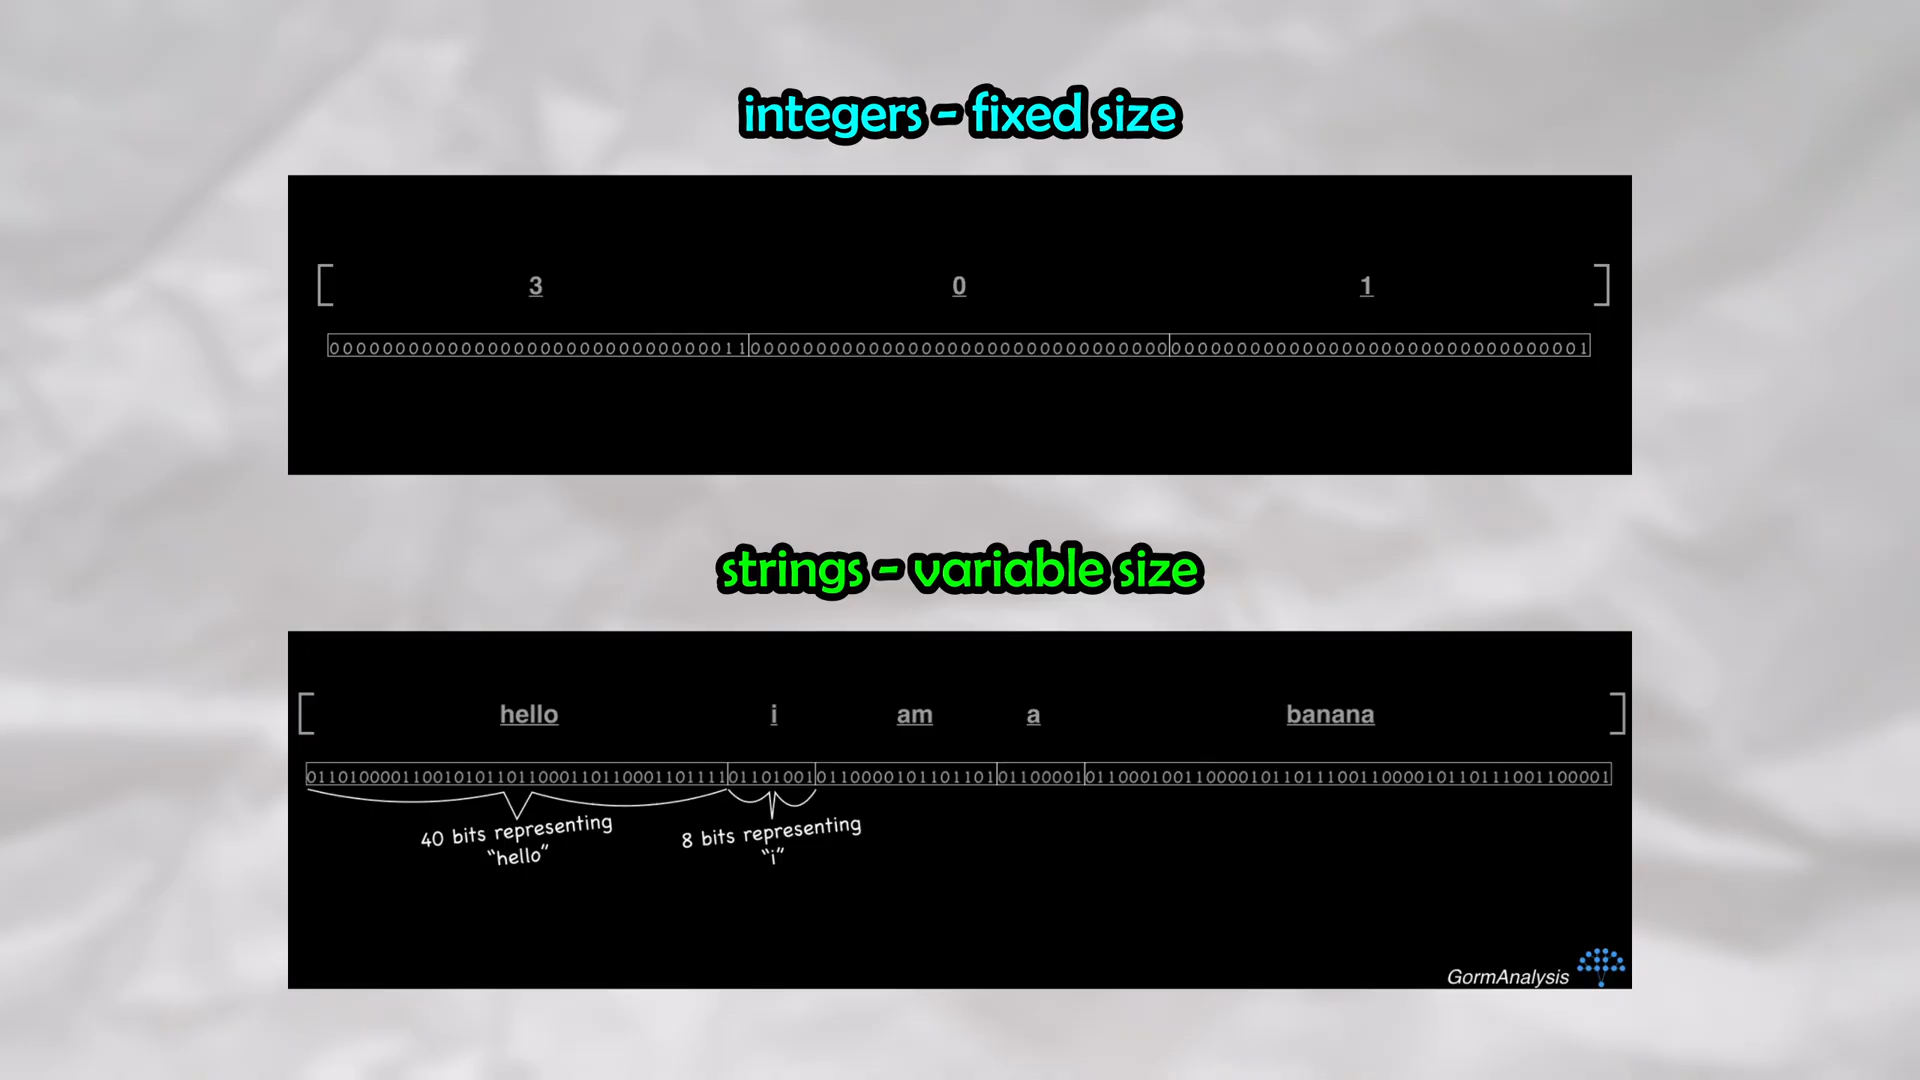 integers - fixed size
[ 3 0 1 ]
00000000000000000000000000000011 00000000000000000000000000000000 00000000000000000000000000000001
strings - variable size
[ hello i am a banana ]
0110100001100101011011000110110001101111 01101001 0110000101101101 01100001 011000100110000101101110011000010110111001100001
40 bits representing
“hello”
8 bits representing
“i”
GormAnalysis